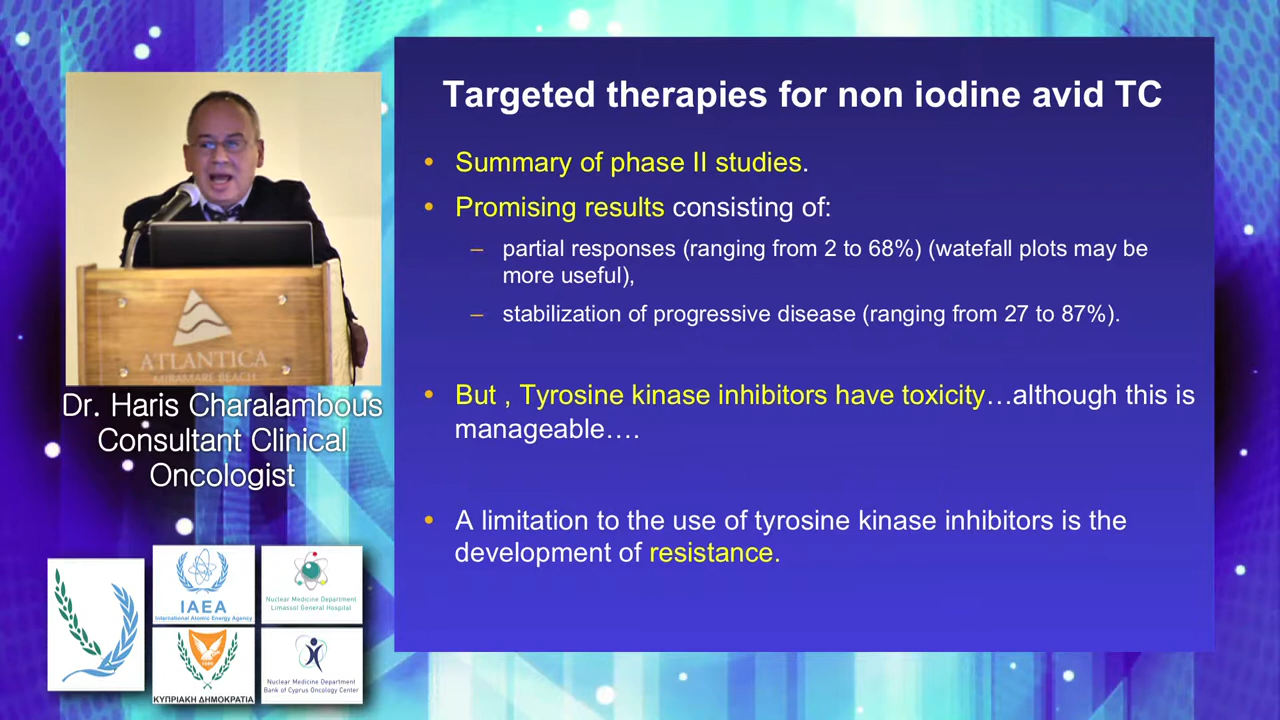 Targeted therapies for non iodine avid TC
• Summary of phase II studies.
• Promising results consisting of:
– partial responses (ranging from 2 to 68%) (watefall plots may be
more useful),
– stabilization of progressive disease (ranging from 27 to 87%).
• But , Tyrosine kinase inhibitors have toxicity…although this is
manageable….
• A limitation to the use of tyrosine kinase inhibitors is the
development of resistance.
ATLANTICA
MIRAMARE BEACH
Dr. Haris Charalambous
Consultant Clinical
Oncologist
IAEA
International Atomic Energy Agency
Nuclear Medicine Department
Limassol General Hospital
ΚΥΠΡΙΑΚΗ ΔΗΜΟΚΡΑΤΙΑ
Nuclear Medicine Department
Bank of Cyprus Oncology Center